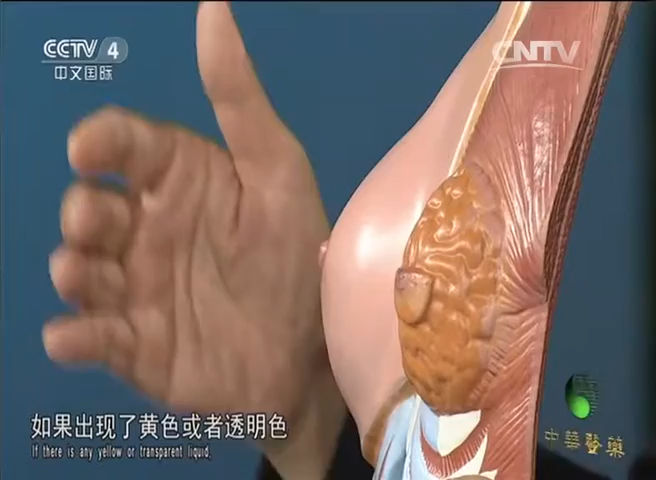 CCTV 4
中文国际
CNTV
如果出现了黄色或者透明色
If there is any yellow or transparent liquid,
中華醫藥